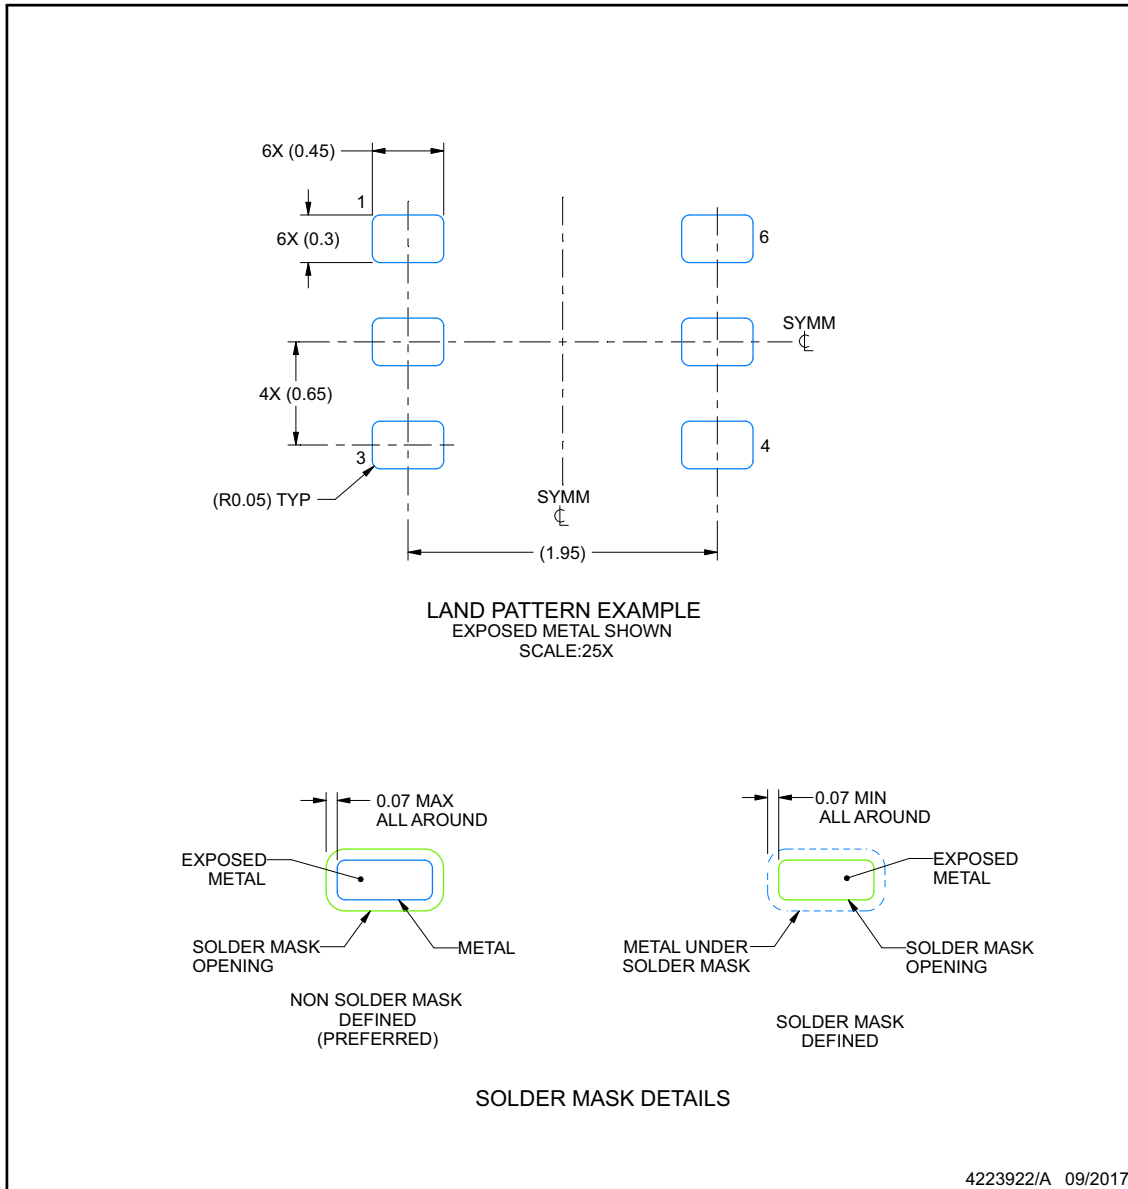 6X (0.45)
1
6X (0.3)
6
SYMM
℄
4X (0.65)
3
4
(R0.05) TYP
SYMM
℄
(1.95)
LAND PATTERN EXAMPLE
EXPOSED METAL SHOWN
SCALE:25X
0.07 MAX
ALL AROUND
EXPOSED
METAL
SOLDER MASK
OPENING
METAL
NON SOLDER MASK
DEFINED
(PREFERRED)
0.07 MIN
ALL AROUND
EXPOSED
METAL
METAL UNDER
SOLDER MASK
SOLDER MASK
OPENING
SOLDER MASK
DEFINED
SOLDER MASK DETAILS
4223922/A 09/2017